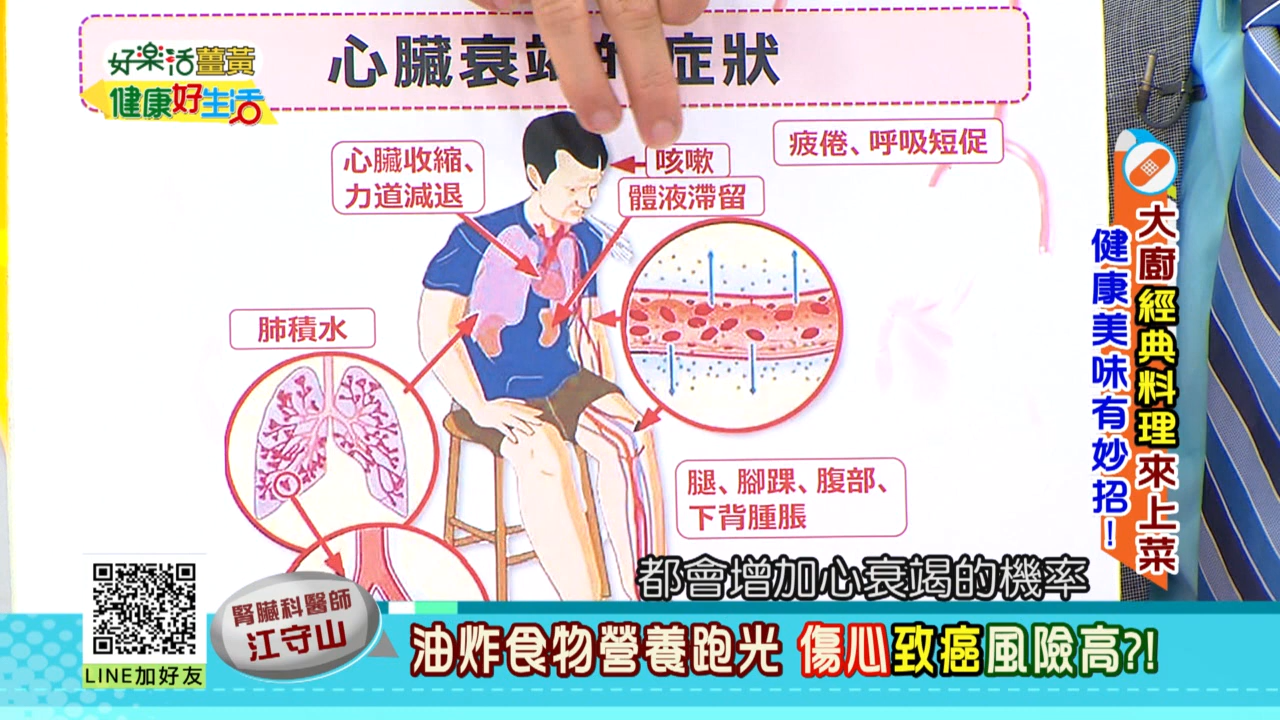 好楽活薑黃
健康好生活
心臟衰竭的症狀
心臟收縮、
力道減退
咳嗽
體液滯留
疲倦、呼吸短促
肺積水
腿、腳踝、腹部、
下背腫脹
大廚經典料理來上菜
健康美味有妙招!
都會增加心衰竭的機率
腎臟科醫師
江守山
油炸食物營養跑光 傷心致癌風險高?!
LINE加好友